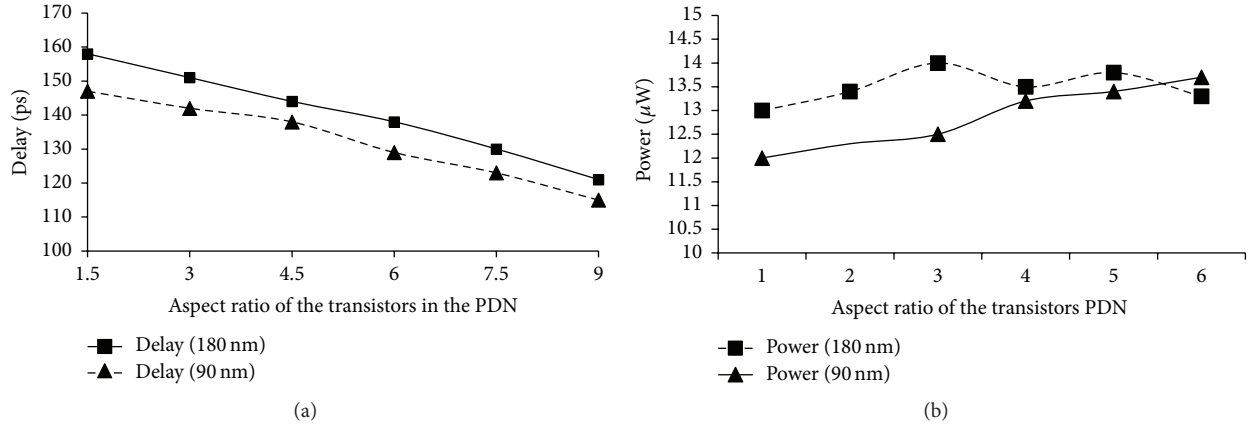 170
160
150
140
130
120
110
100
Delay (ps)
1.5 3 4.5 6 7.5 9
Aspect ratio of the transistors in the PDN
Delay (180 nm)
Delay (90 nm)
(a)
15
14.5
14
13.5
13
12.5
12
11.5
11
10.5
10
Power (μW)
1 2 3 4 5 6
Aspect ratio of the transistors PDN
Power (180 nm)
Power (90 nm)
(b)